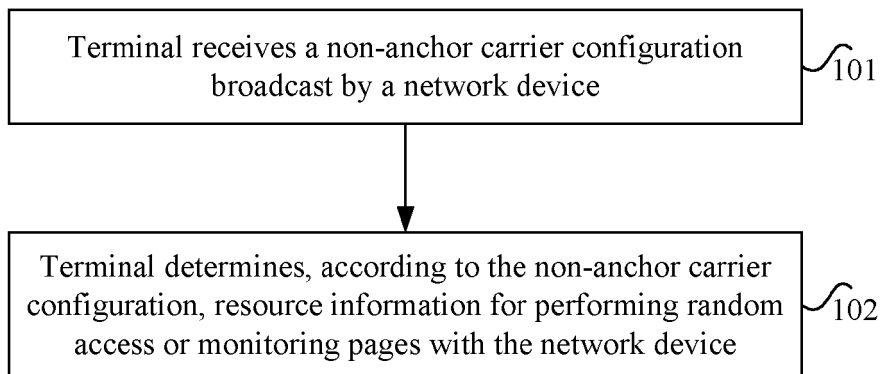 Terminal receives a non-anchor carrier configuration
broadcast by a network device
101
Terminal determines, according to the non-anchor carrier
configuration, resource information for performing random
access or monitoring pages with the network device
102